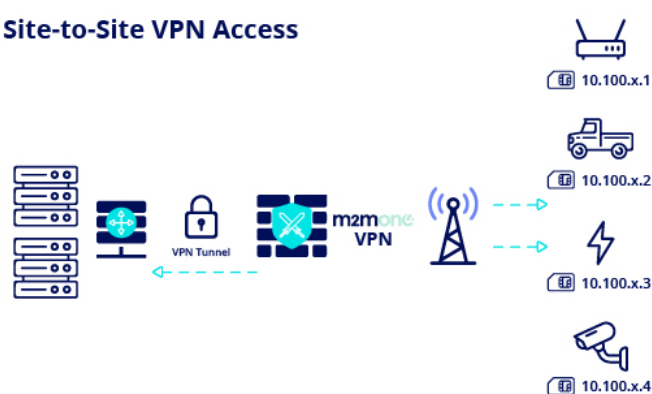 Site-to-Site VPN Access
10.100.x.1
10.100.x.2
VPN Tunnel
m2mone
VPN
10.100.x.3
10.100.x.4